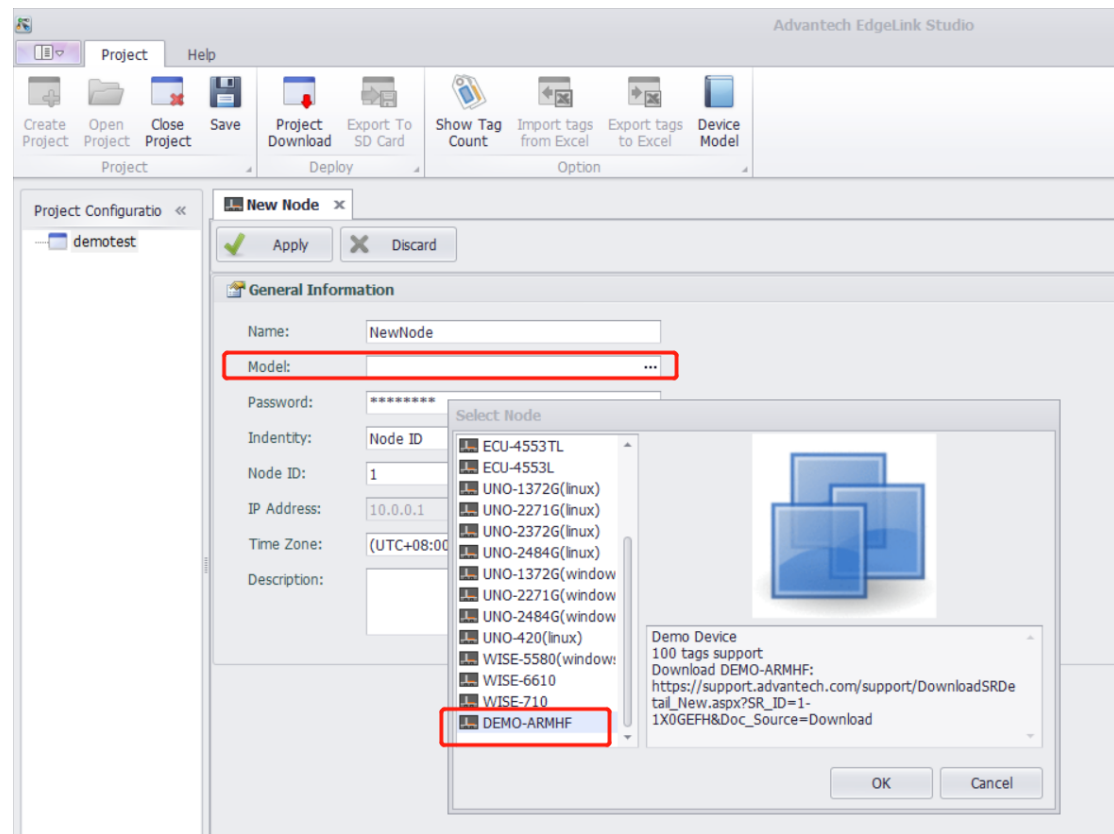 Advantech EdgeLink Studio
Project Help
Create Project
Open Project
Close Project
Save
Project Download
Export To SD Card
Show Tag Count
Import tags from Excel
Export tags to Excel
Device Model
Project
Deploy
Option
Project Configuratio «
demotest
New Node
Apply
Discard
General Information
Name: NewNode
Model: ...
Password: ********
Indentity: Node ID
Node ID: 1
IP Address: 10.0.0.1
Time Zone: (UTC+08:00
Description:
Select Node
ECU-4553TL
ECU-4553L
UNO-1372G(linux)
UNO-2271G(linux)
UNO-2372G(linux)
UNO-2484G(linux)
UNO-1372G(window
UNO-2271G(window
UNO-2484G(window
UNO-420(linux)
WISE-5580(window
WISE-6610
WISE-710
DEMO-ARMHF
Demo Device
100 tags support
Download DEMO-ARMHF:
https://support.advantech.com/support/DownloadSRDe
tail_New.aspx?SR_ID=1-
1X0GEFH&Doc_Source=Download
OK
Cancel